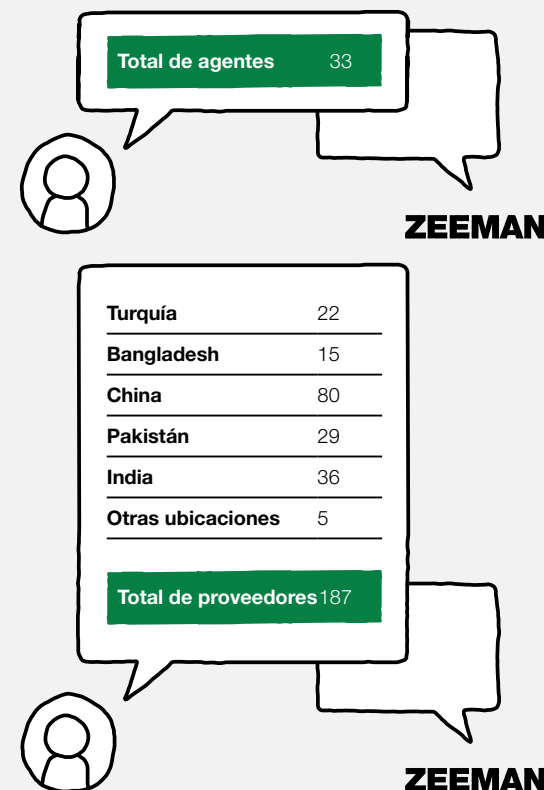 Total de agentes 33
ZEEMAN
Turquía 22
Bangladesh 15
China 80
Pakistán 29
India 36
Otras ubicaciones 5
Total de proveedores 187
ZEEMAN